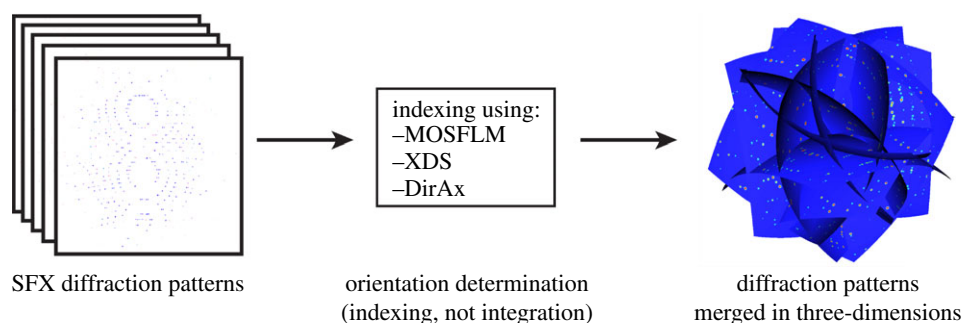 indexing using:
–MOSFLM
–XDS
–DirAx
SFX diffraction patterns
orientation determination
(indexing, not integration)
diffraction patterns
merged in three-dimensions